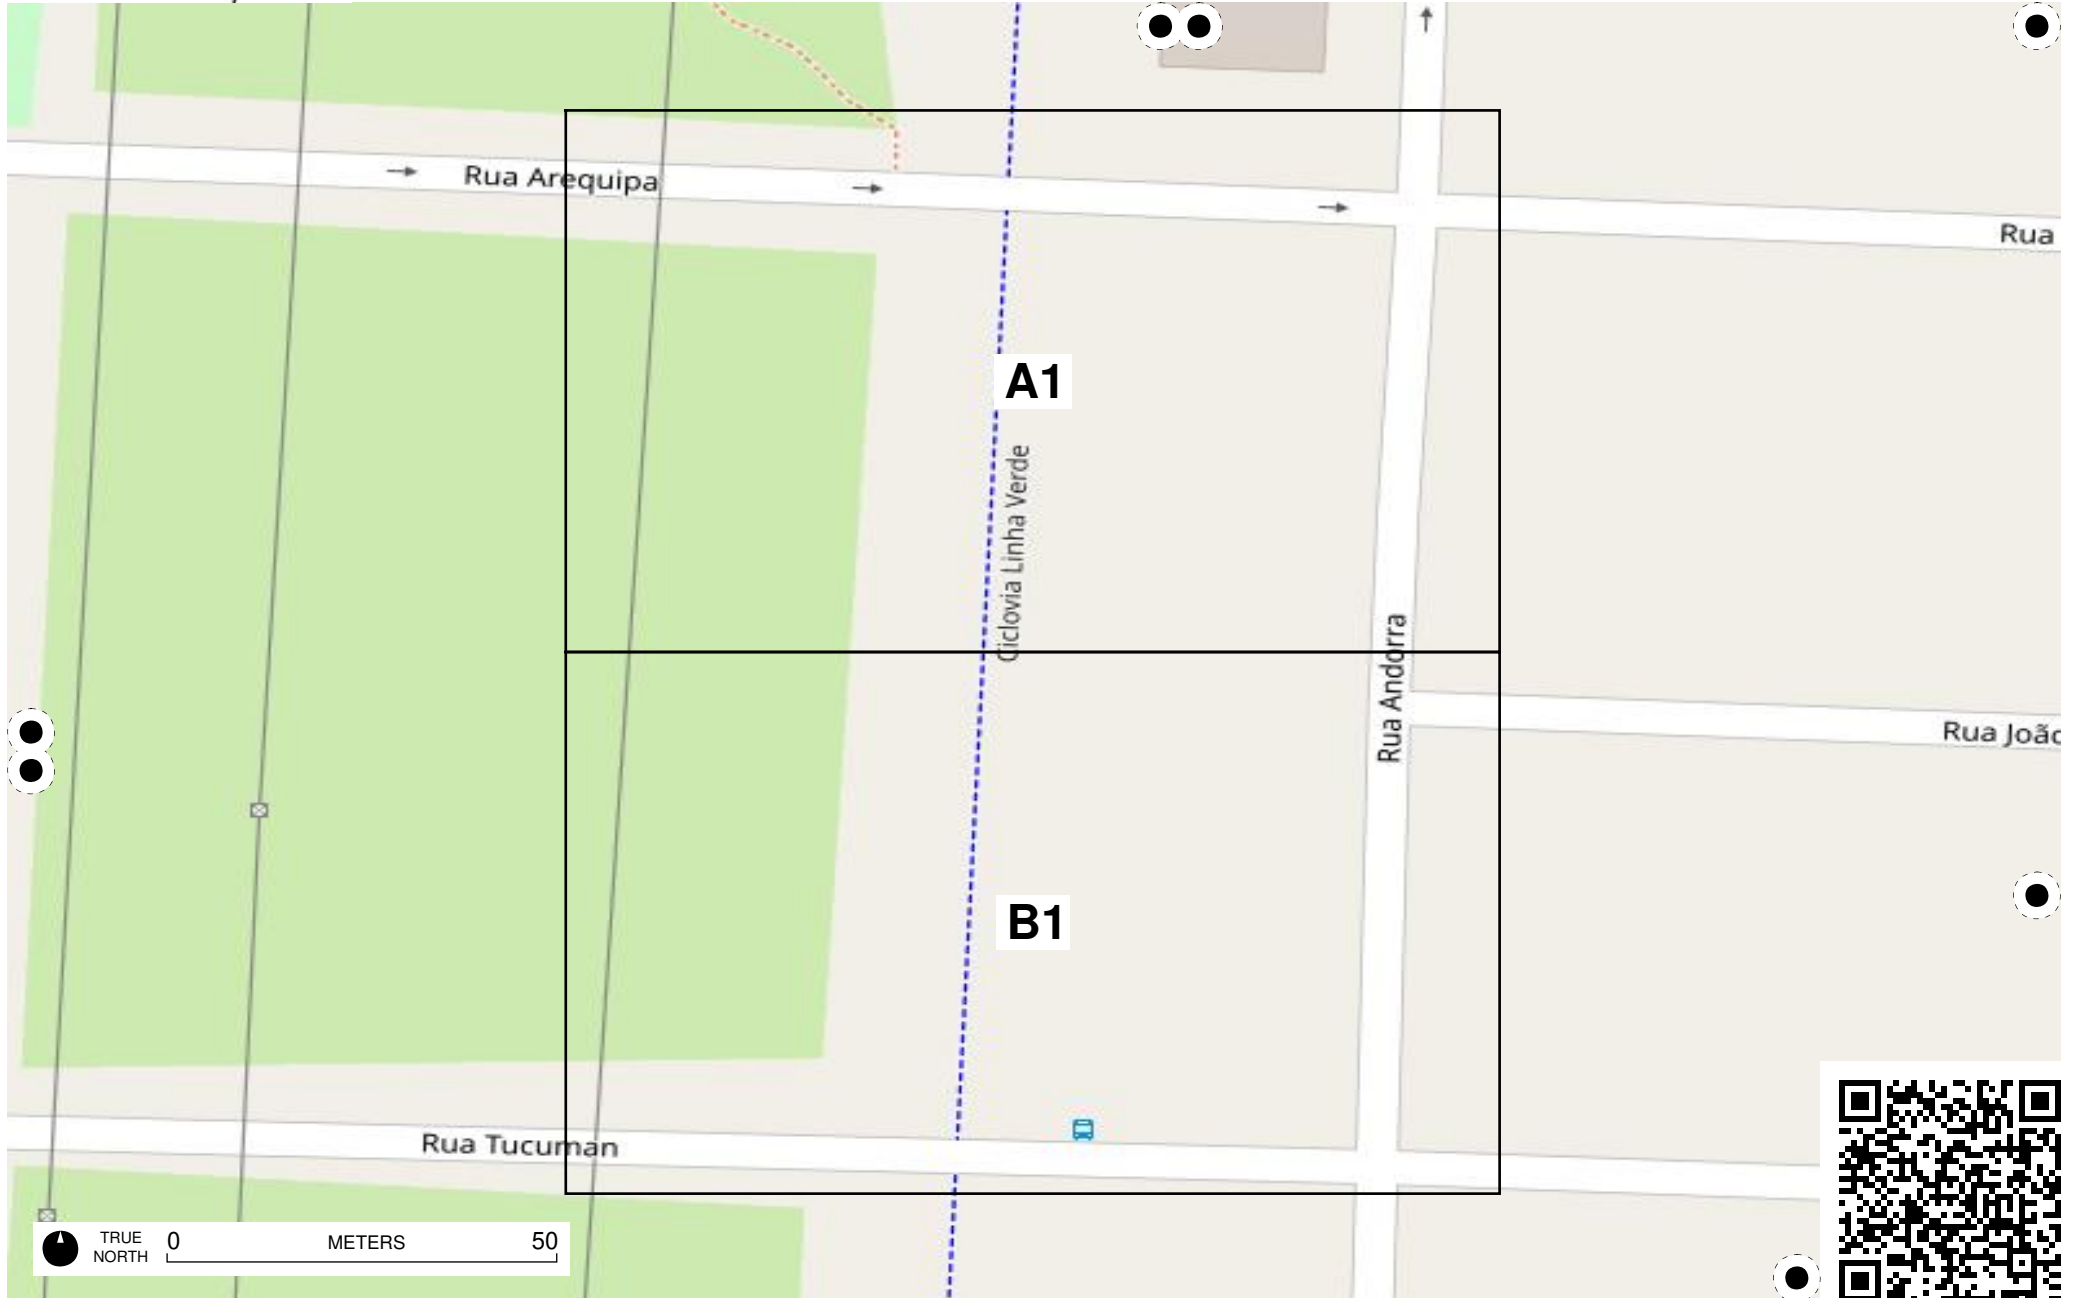 Rua Arequipa
Rua
A1
Ciclovia Linha Verde
Rua Andorra
Rua João
B1
Rua Tucuman
TRUE NORTH
0 METERS 50